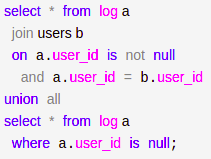 select * from log a
join users b
on a.user_id is not null
and a.user_id = b.user_id
union all
select * from log a
where a.user_id is null;